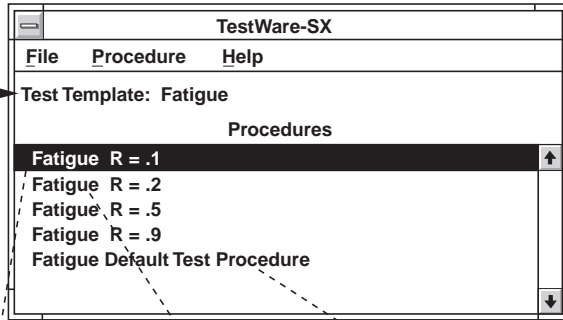 TestWare-SX
File Procedure Help
Test Template: Fatigue
Procedures
Fatigue R = .1
Fatigue R = .2
Fatigue R = .5
Fatigue R = .9
Fatigue Default Test Procedure